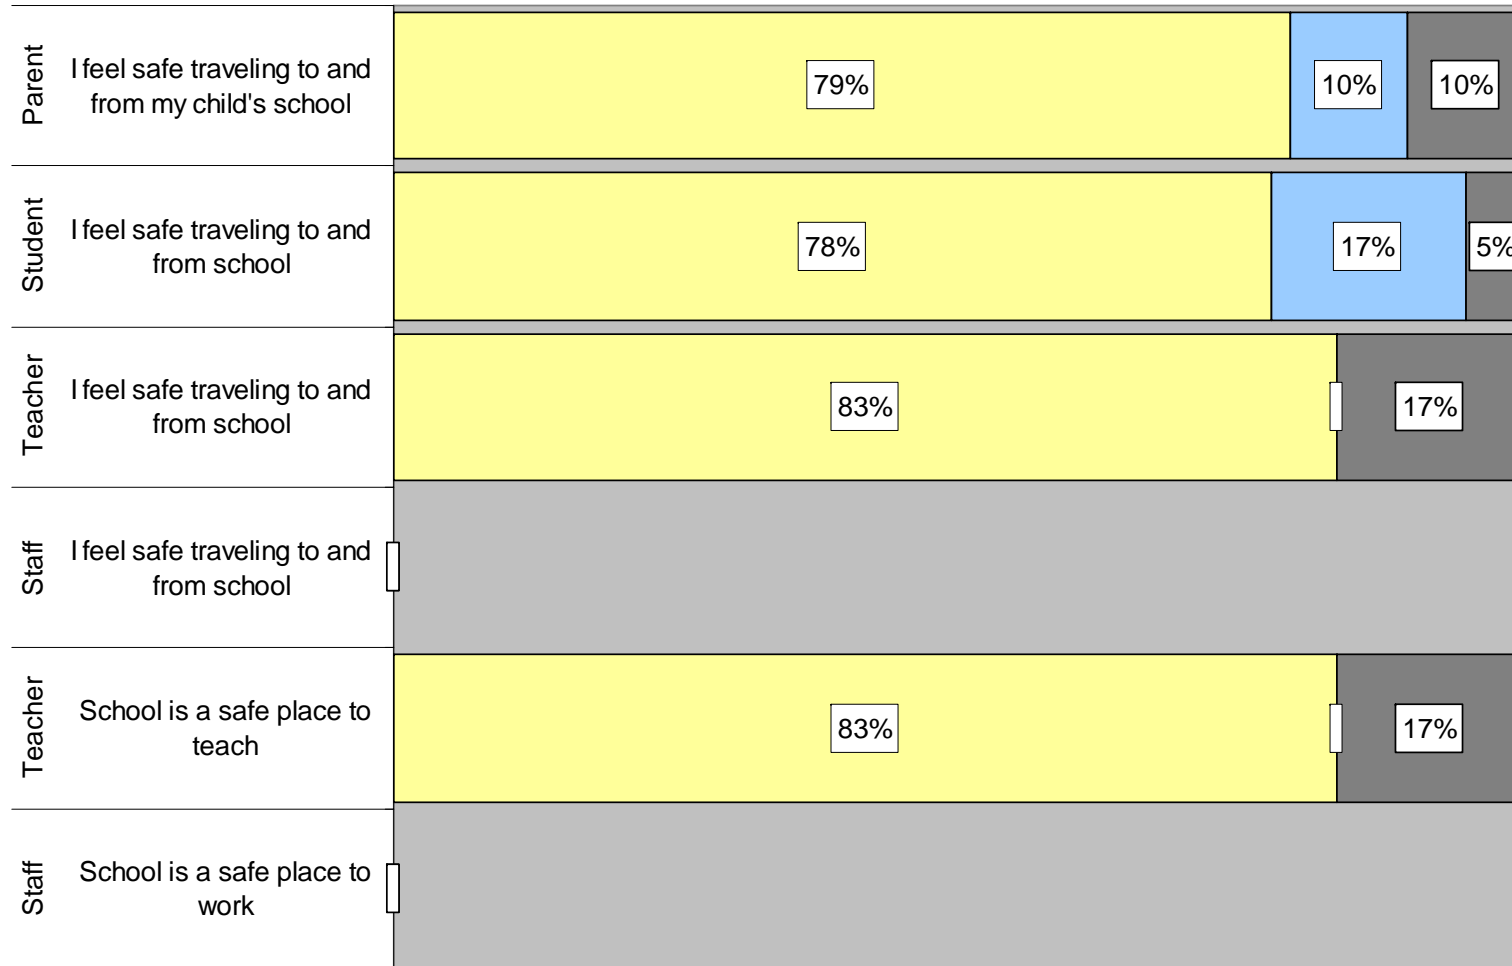 Parent
I feel safe traveling to and
from my child's school
79%
10%
10%
Student
I feel safe traveling to and
from school
78%
17%
5%
Teacher
I feel safe traveling to and
from school
83%
17%
Staff
I feel safe traveling to and
from school
Teacher
School is a safe place to
teach
83%
17%
Staff
School is a safe place to
work